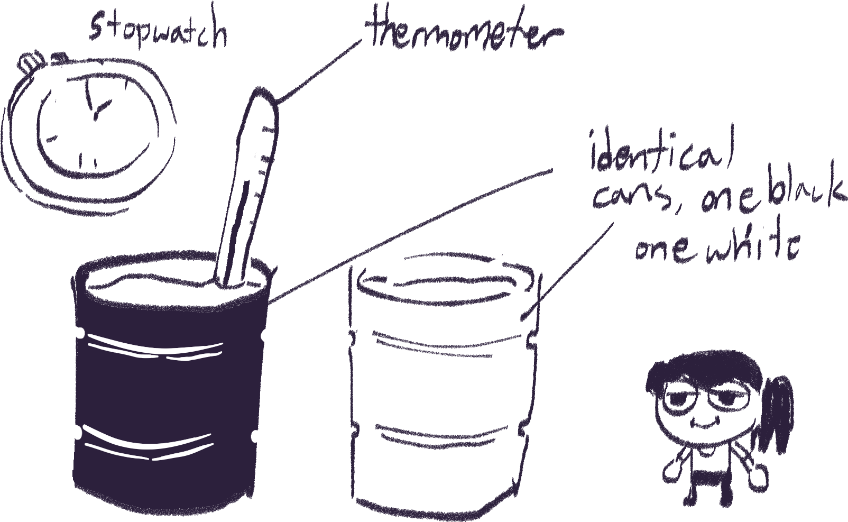 stopwatch
thermometer
identical
cans, one black
one white